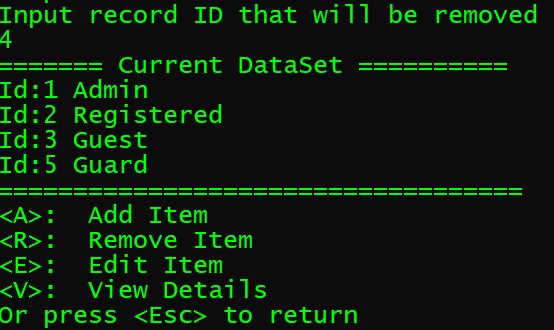 Input record ID that will be removed
4
======= Current DataSet ==========
Id:1 Admin
Id:2 Registered
Id:3 Guest
Id:5 Guard
===================================
<A>:  Add Item
<R>:  Remove Item
<E>:  Edit Item
<V>:  View Details
Or press <Esc> to return